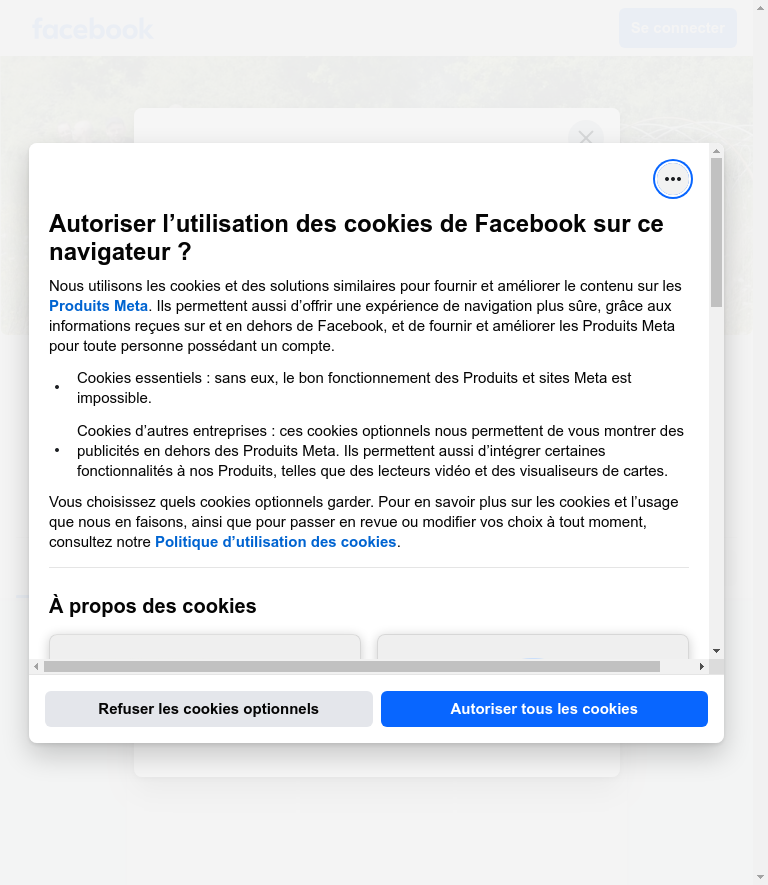 facebook
Se connecter
Autoriser l’utilisation des cookies de Facebook sur ce
navigateur ?
Nous utilisons les cookies et des solutions similaires pour fournir et améliorer le contenu sur les
Produits Meta. Ils permettent aussi d’offrir une expérience de navigation plus sûre, grâce aux
informations reçues sur et en dehors de Facebook, et de fournir et améliorer les Produits Meta
pour toute personne possédant un compte.
• Cookies essentiels : sans eux, le bon fonctionnement des Produits et sites Meta est
impossible.
• Cookies d’autres entreprises : ces cookies optionnels nous permettent de vous montrer des
publicités en dehors des Produits Meta. Ils permettent aussi d’intégrer certaines
fonctionnalités à nos Produits, telles que des lecteurs vidéo et des visualiseurs de cartes.
Vous choisissez quels cookies optionnels garder. Pour en savoir plus sur les cookies et l’usage
que nous en faisons, ainsi que pour passer en revue ou modifier vos choix à tout moment,
consultez notre Politique d’utilisation des cookies.
À propos des cookies
Refuser les cookies optionnels
Autoriser tous les cookies